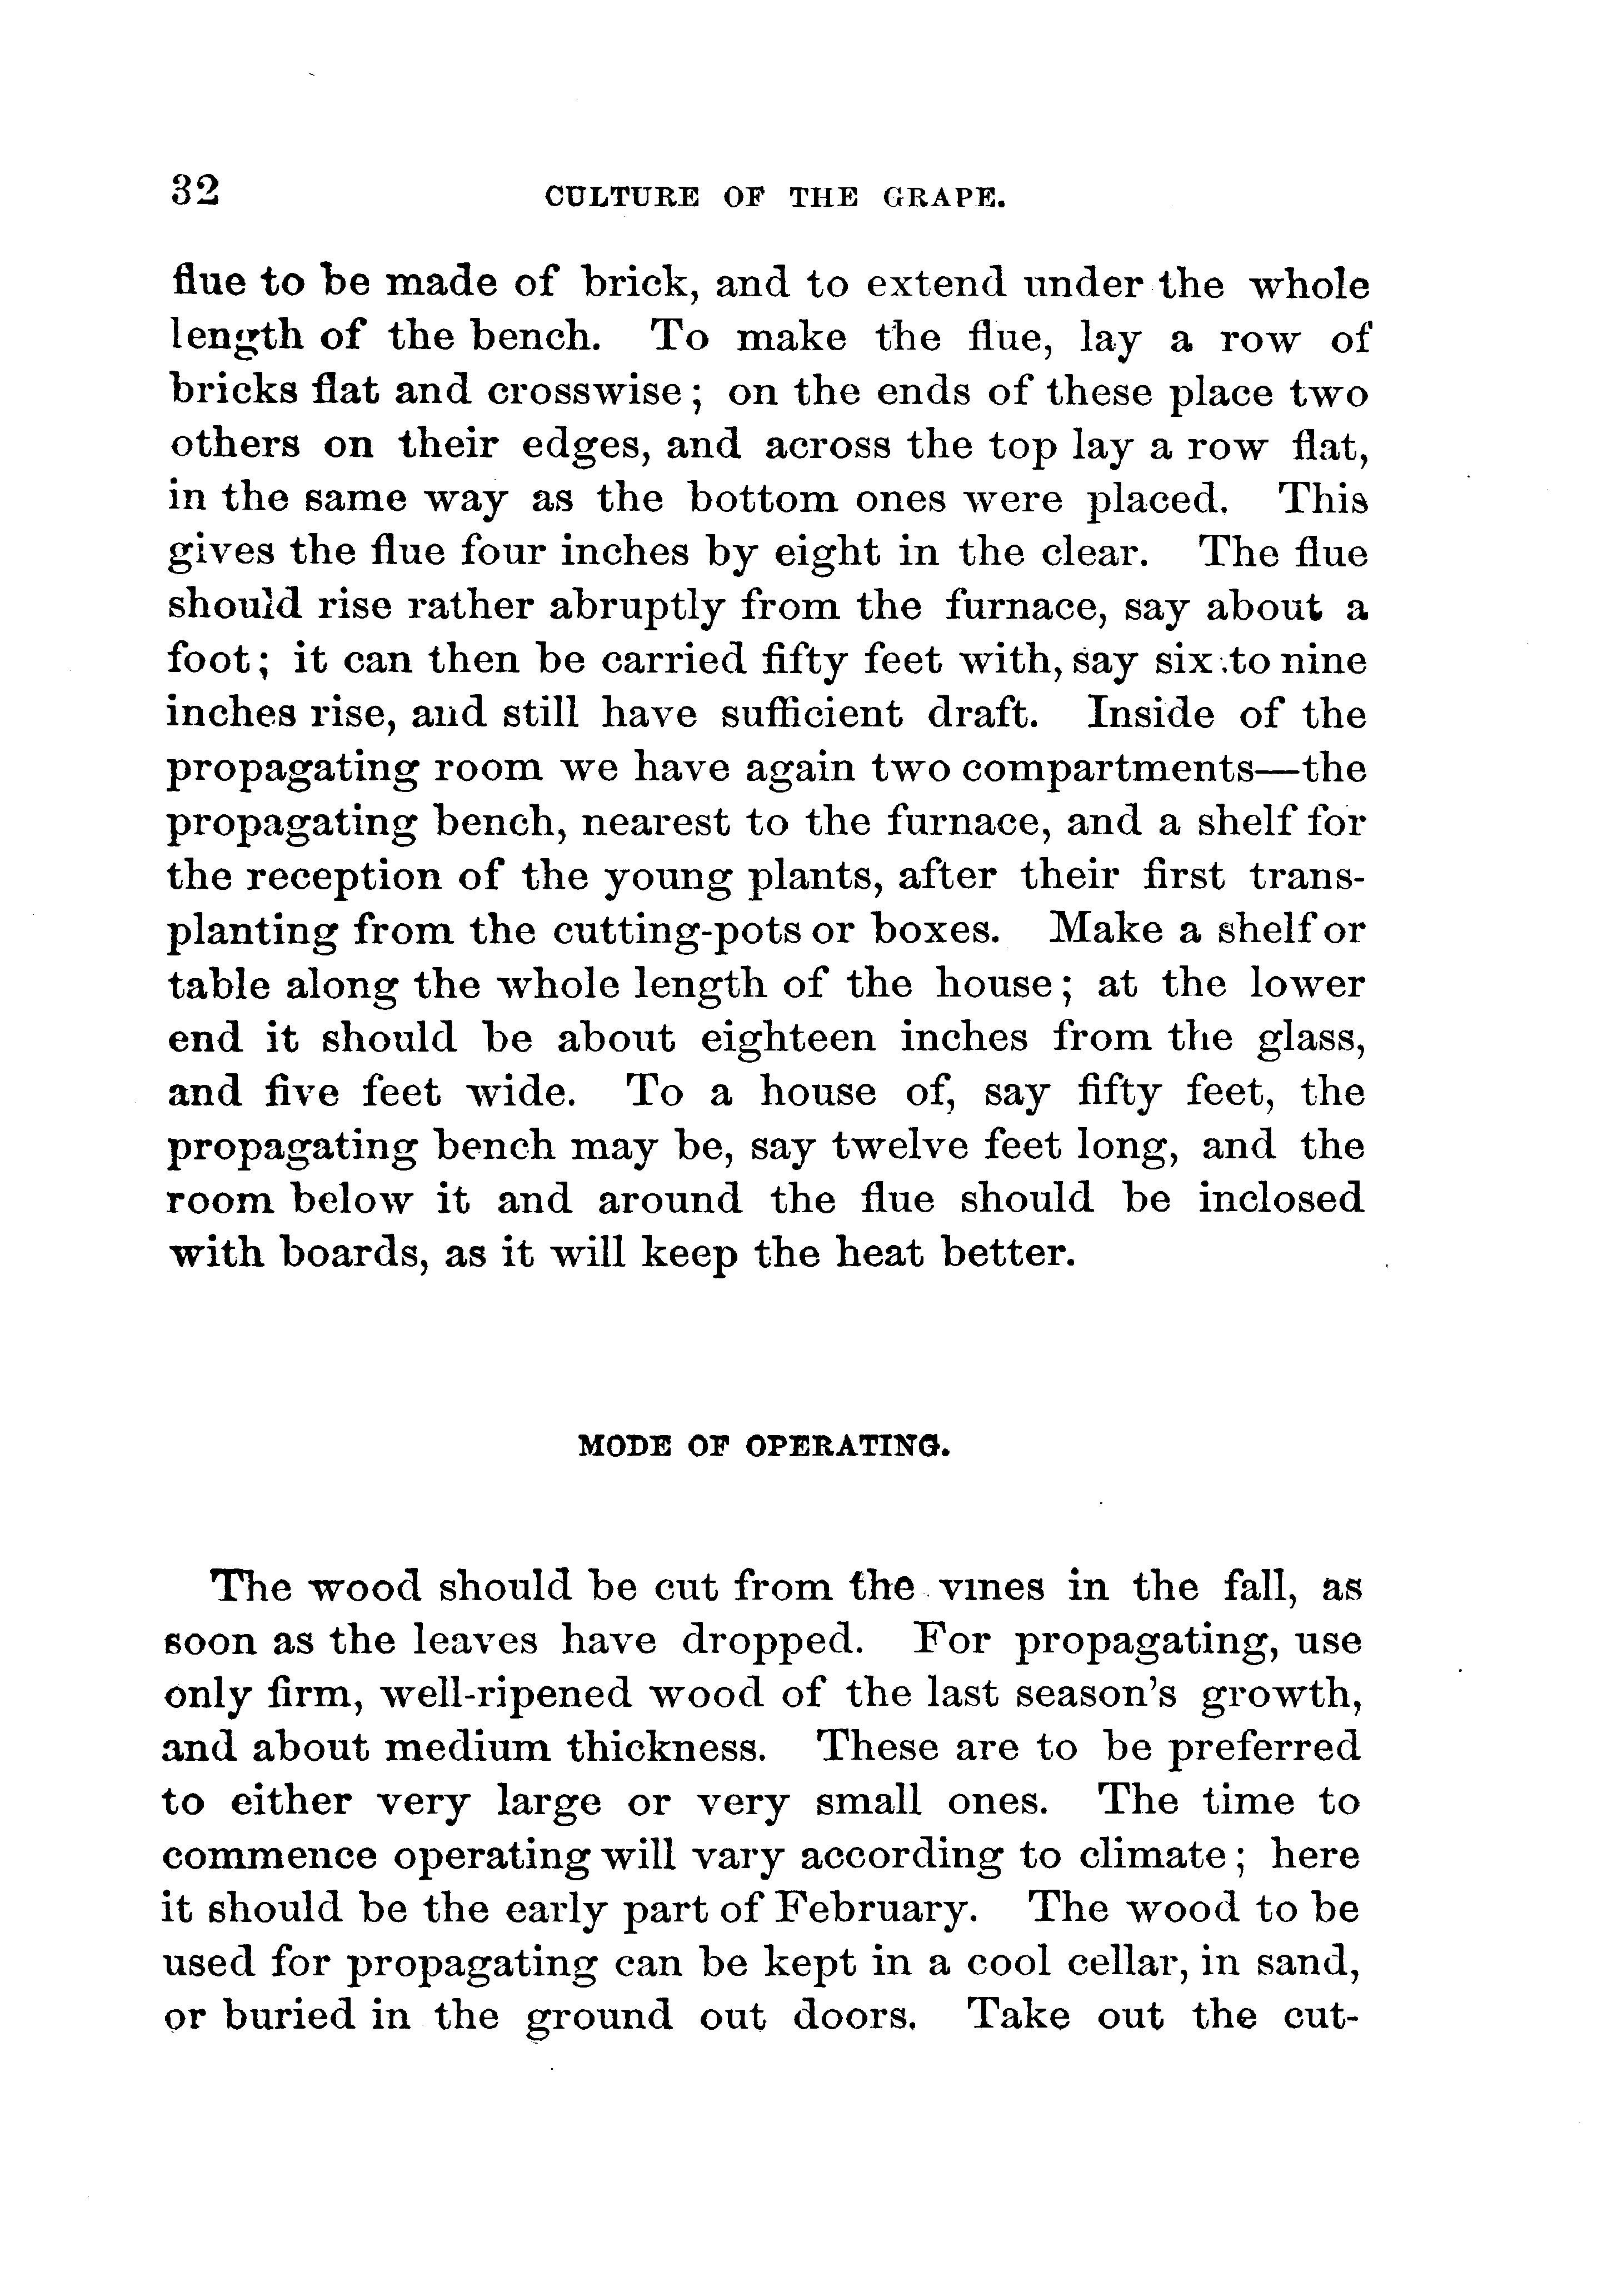 32 CULTURE OF THE GRAPE.
flue to be made of brick, and to extend under the whole
length of the bench. To make the flue, lay a row of
bricks flat and crosswise; on the ends of these place two
others on their edges, and across the top lay a row flat,
in the same way as the bottom ones were placed. This
gives the flue four inches by eight in the clear. The flue
should rise rather abruptly from the furnace, say about a
foot; it can then be carried fifty feet with, say six to nine
inches rise, and still have sufficient draft. Inside of the
propagating room we have again two compartments—the
propagating bench, nearest to the furnace, and a shelf for
the reception of the young plants, after their first trans-
planting from the cutting-pots or boxes. Make a shelf or
table along the whole length of the house; at the lower
end it should be about eighteen inches from the glass,
and five feet wide. To a house of, say fifty feet, the
propagating bench may be, say twelve feet long, and the
room below it and around the flue should be inclosed
with boards, as it will keep the heat better.
MODE OF OPERATING.
The wood should be cut from the vines in the fall, as
soon as the leaves have dropped. For propagating, use
only firm, well-ripened wood of the last season's growth,
and about medium thickness. These are to be preferred
to either very large or very small ones. The time to
commence operating will vary according to climate; here
it should be the early part of February. The wood to be
used for propagating can be kept in a cool cellar, in sand,
or buried in the ground out doors. Take out the cut-